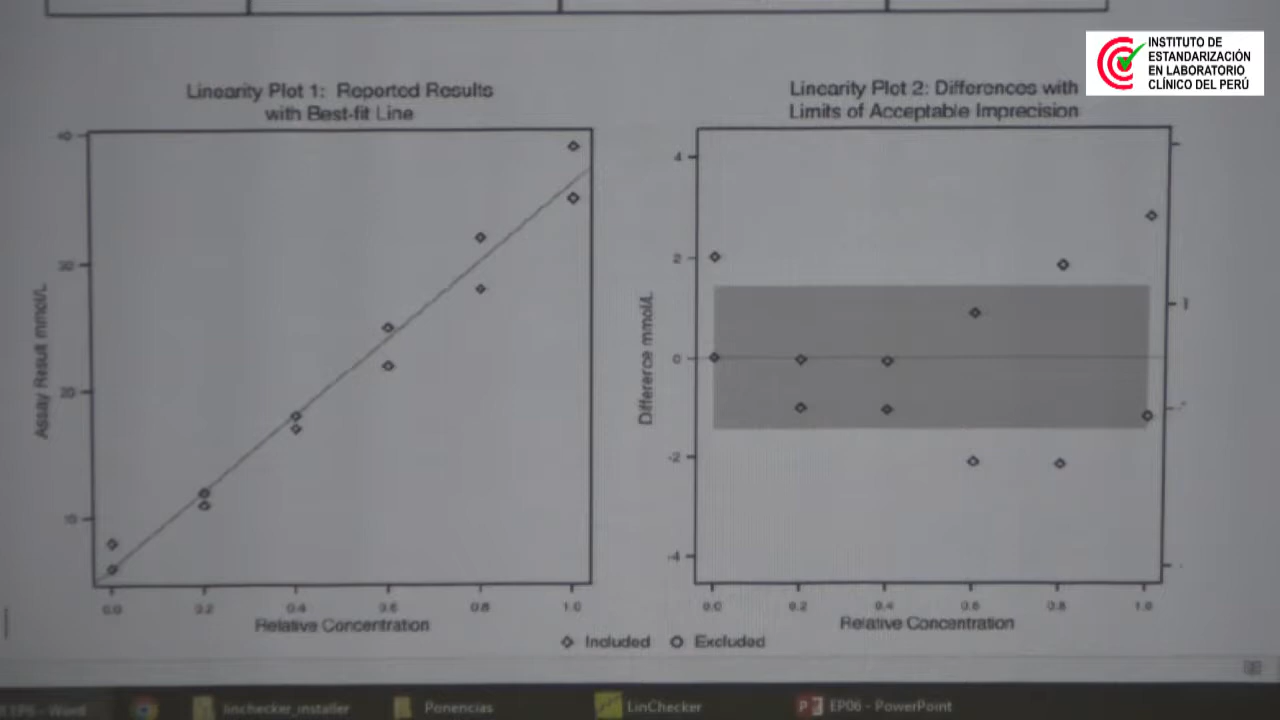 INSTITUTO DE
ESTANDARIZACIÓN
EN LABORATORIO
CLÍNICO DEL PERÚ
Linearity Plot 1: Reported Results
with Best-fit Line
40
30
20
10
Assay Result mmol/L
0.0 0.2 0.4 0.6 0.8 1.0
Relative Concentration
Linearity Plot 2: Differences with
Limits of Acceptable Imprecision
4
2
0
-2
-4
Difference mmol/L
0.0 0.2 0.4 0.6 0.8 1.0
Relative Concentration
Included Excluded
EP6 - Word
linchecker_installer
Ponencias
LinChecker
EP06 - PowerPoint